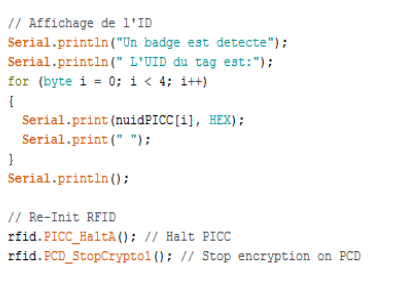 // Affichage de l'ID
Serial.println("Un badge est detecte");
Serial.println(" L'UID du tag est:");
for (byte i = 0; i < 4; i++)
{
  Serial.print(nuidPICC[i], HEX);
  Serial.print(" ");
}
Serial.println();

// Re-Init RFID
rfid.PICC_HaltA(); // Halt PICC
rfid.PCD_StopCrypto1(); // Stop encryption on PCD